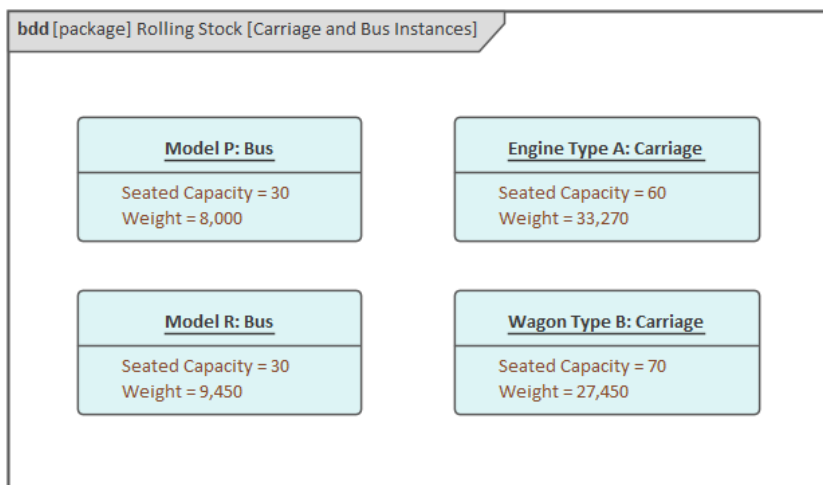 bdd [package] Rolling Stock [Carriage and Bus Instances]
Model P: Bus
Seated Capacity = 30
Weight = 8,000
Engine Type A: Carriage
Seated Capacity = 60
Weight = 33,270
Model R: Bus
Seated Capacity = 30
Weight = 9,450
Wagon Type B: Carriage
Seated Capacity = 70
Weight = 27,450